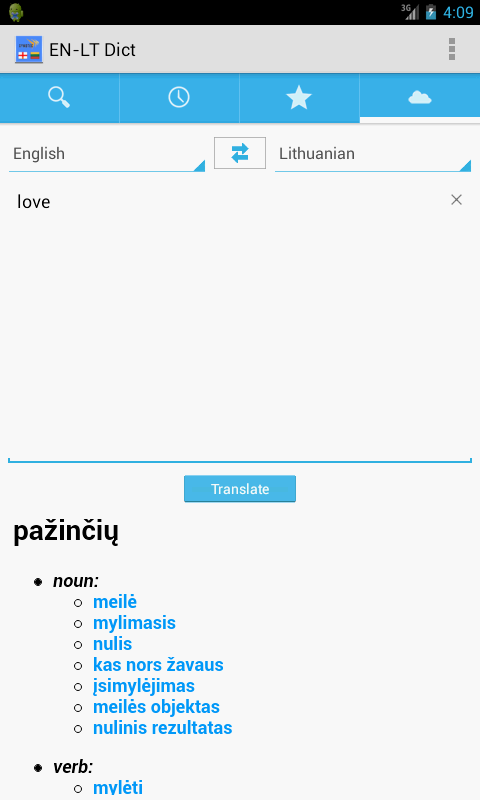 3G
4:09
EN-LT Dict
English
Lithuanian
love
Translate
pažinčių
noun:
meilė
mylimasis
nulis
kas nors žavaus
įsimylėjimas
meilės objektas
nulinis rezultatas
verb:
mylėti